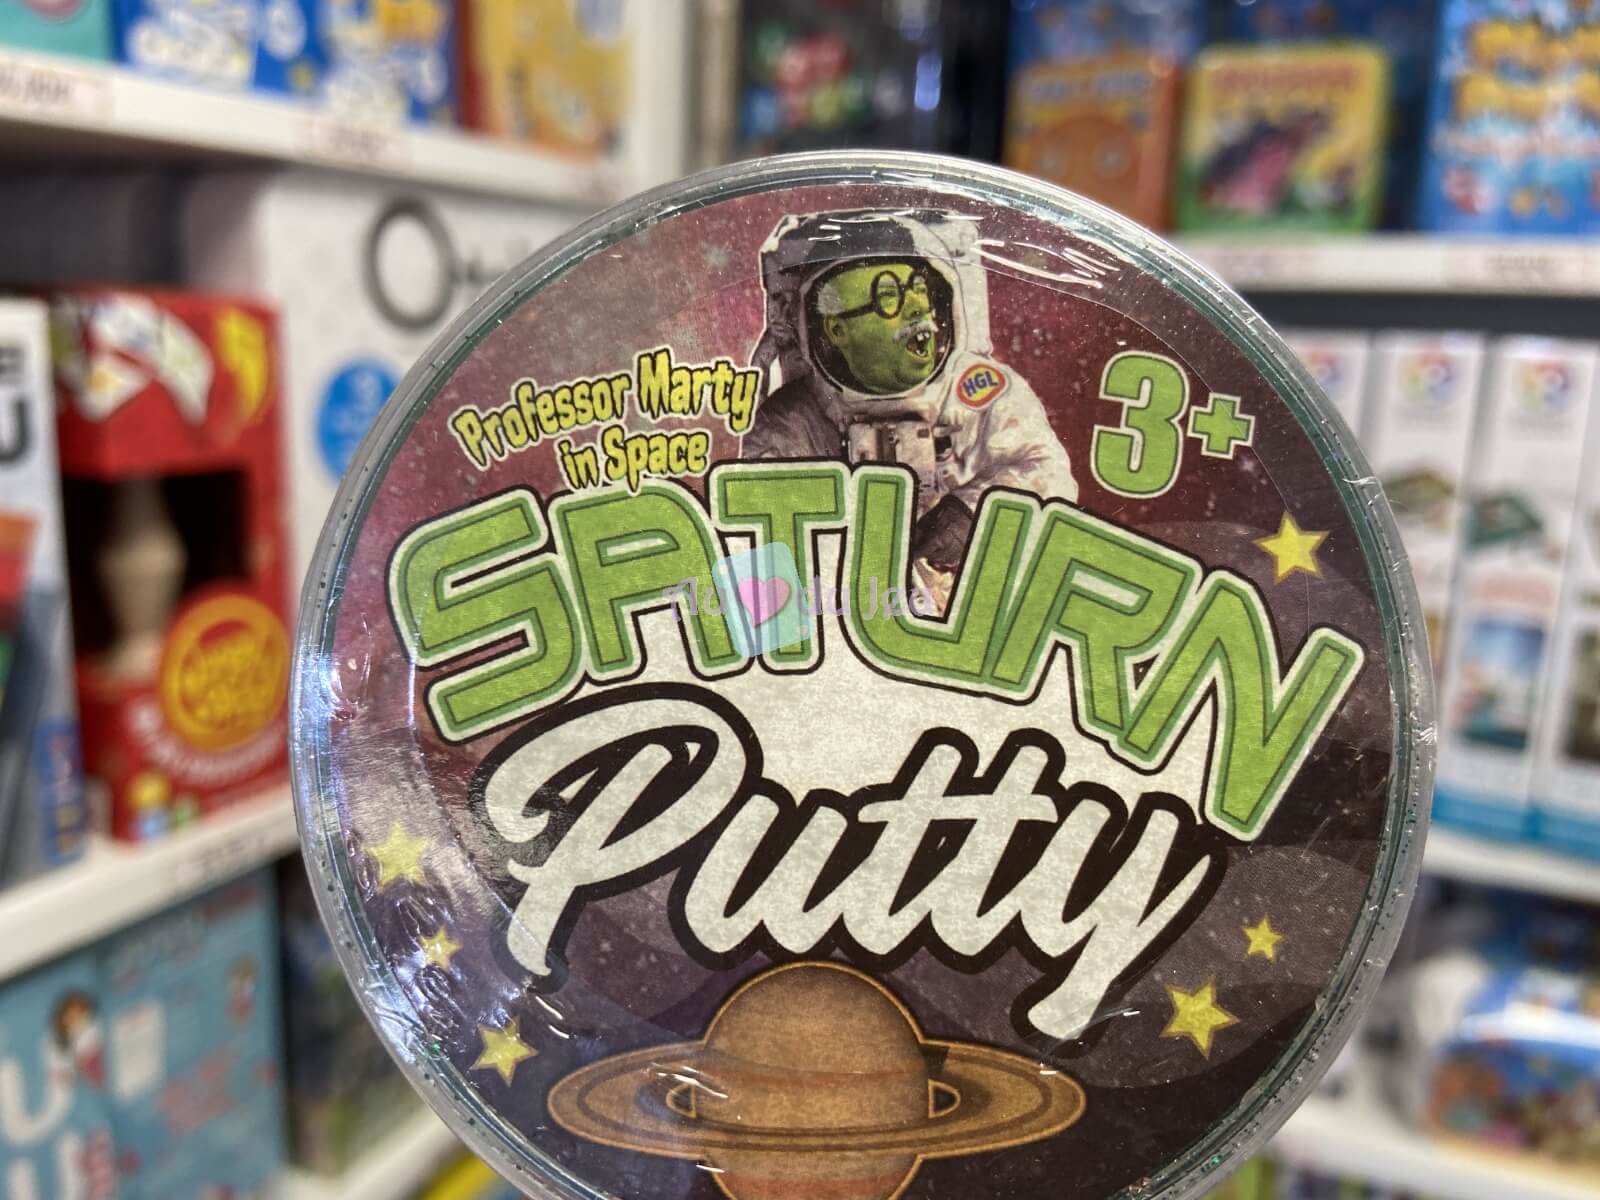 Professor Marty
in Space
HGL
3+
SATURN
Putty